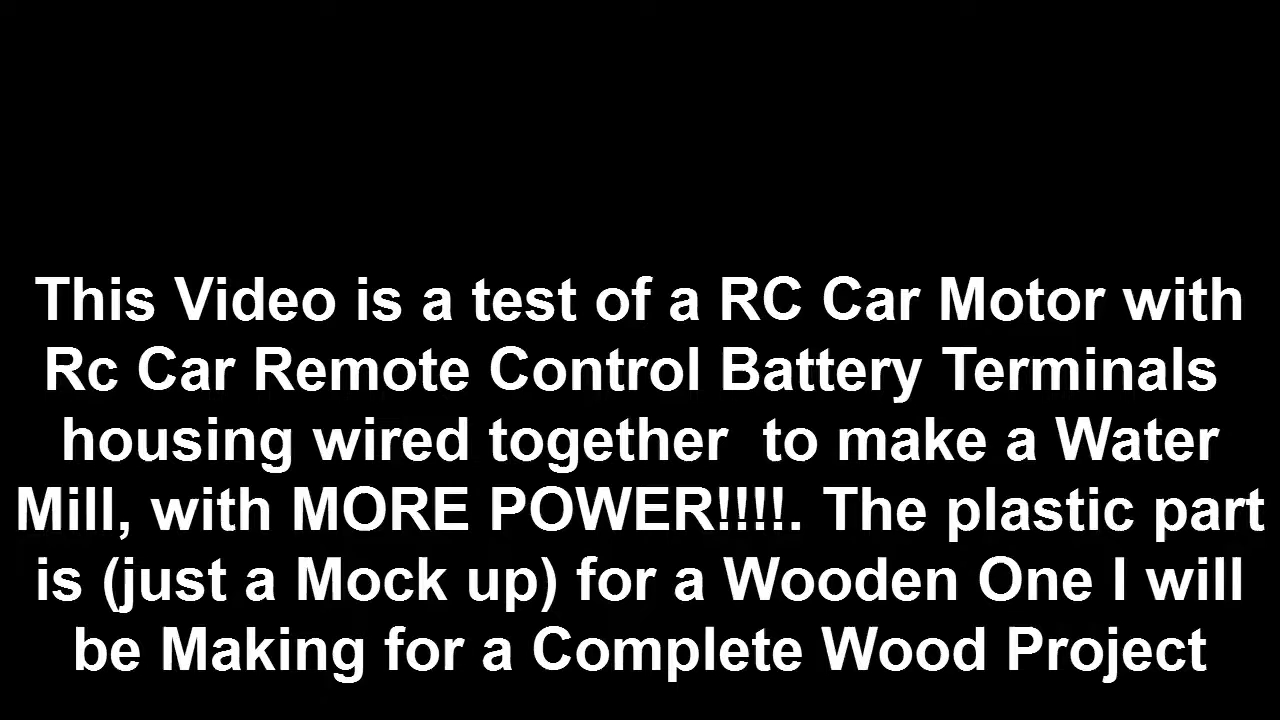 This Video is a test of a RC Car Motor with
Rc Car Remote Control Battery Terminals
housing wired together  to make a Water
Mill, with MORE POWER!!!!. The plastic part
is (just a Mock up) for a Wooden One I will
be Making for a Complete Wood Project